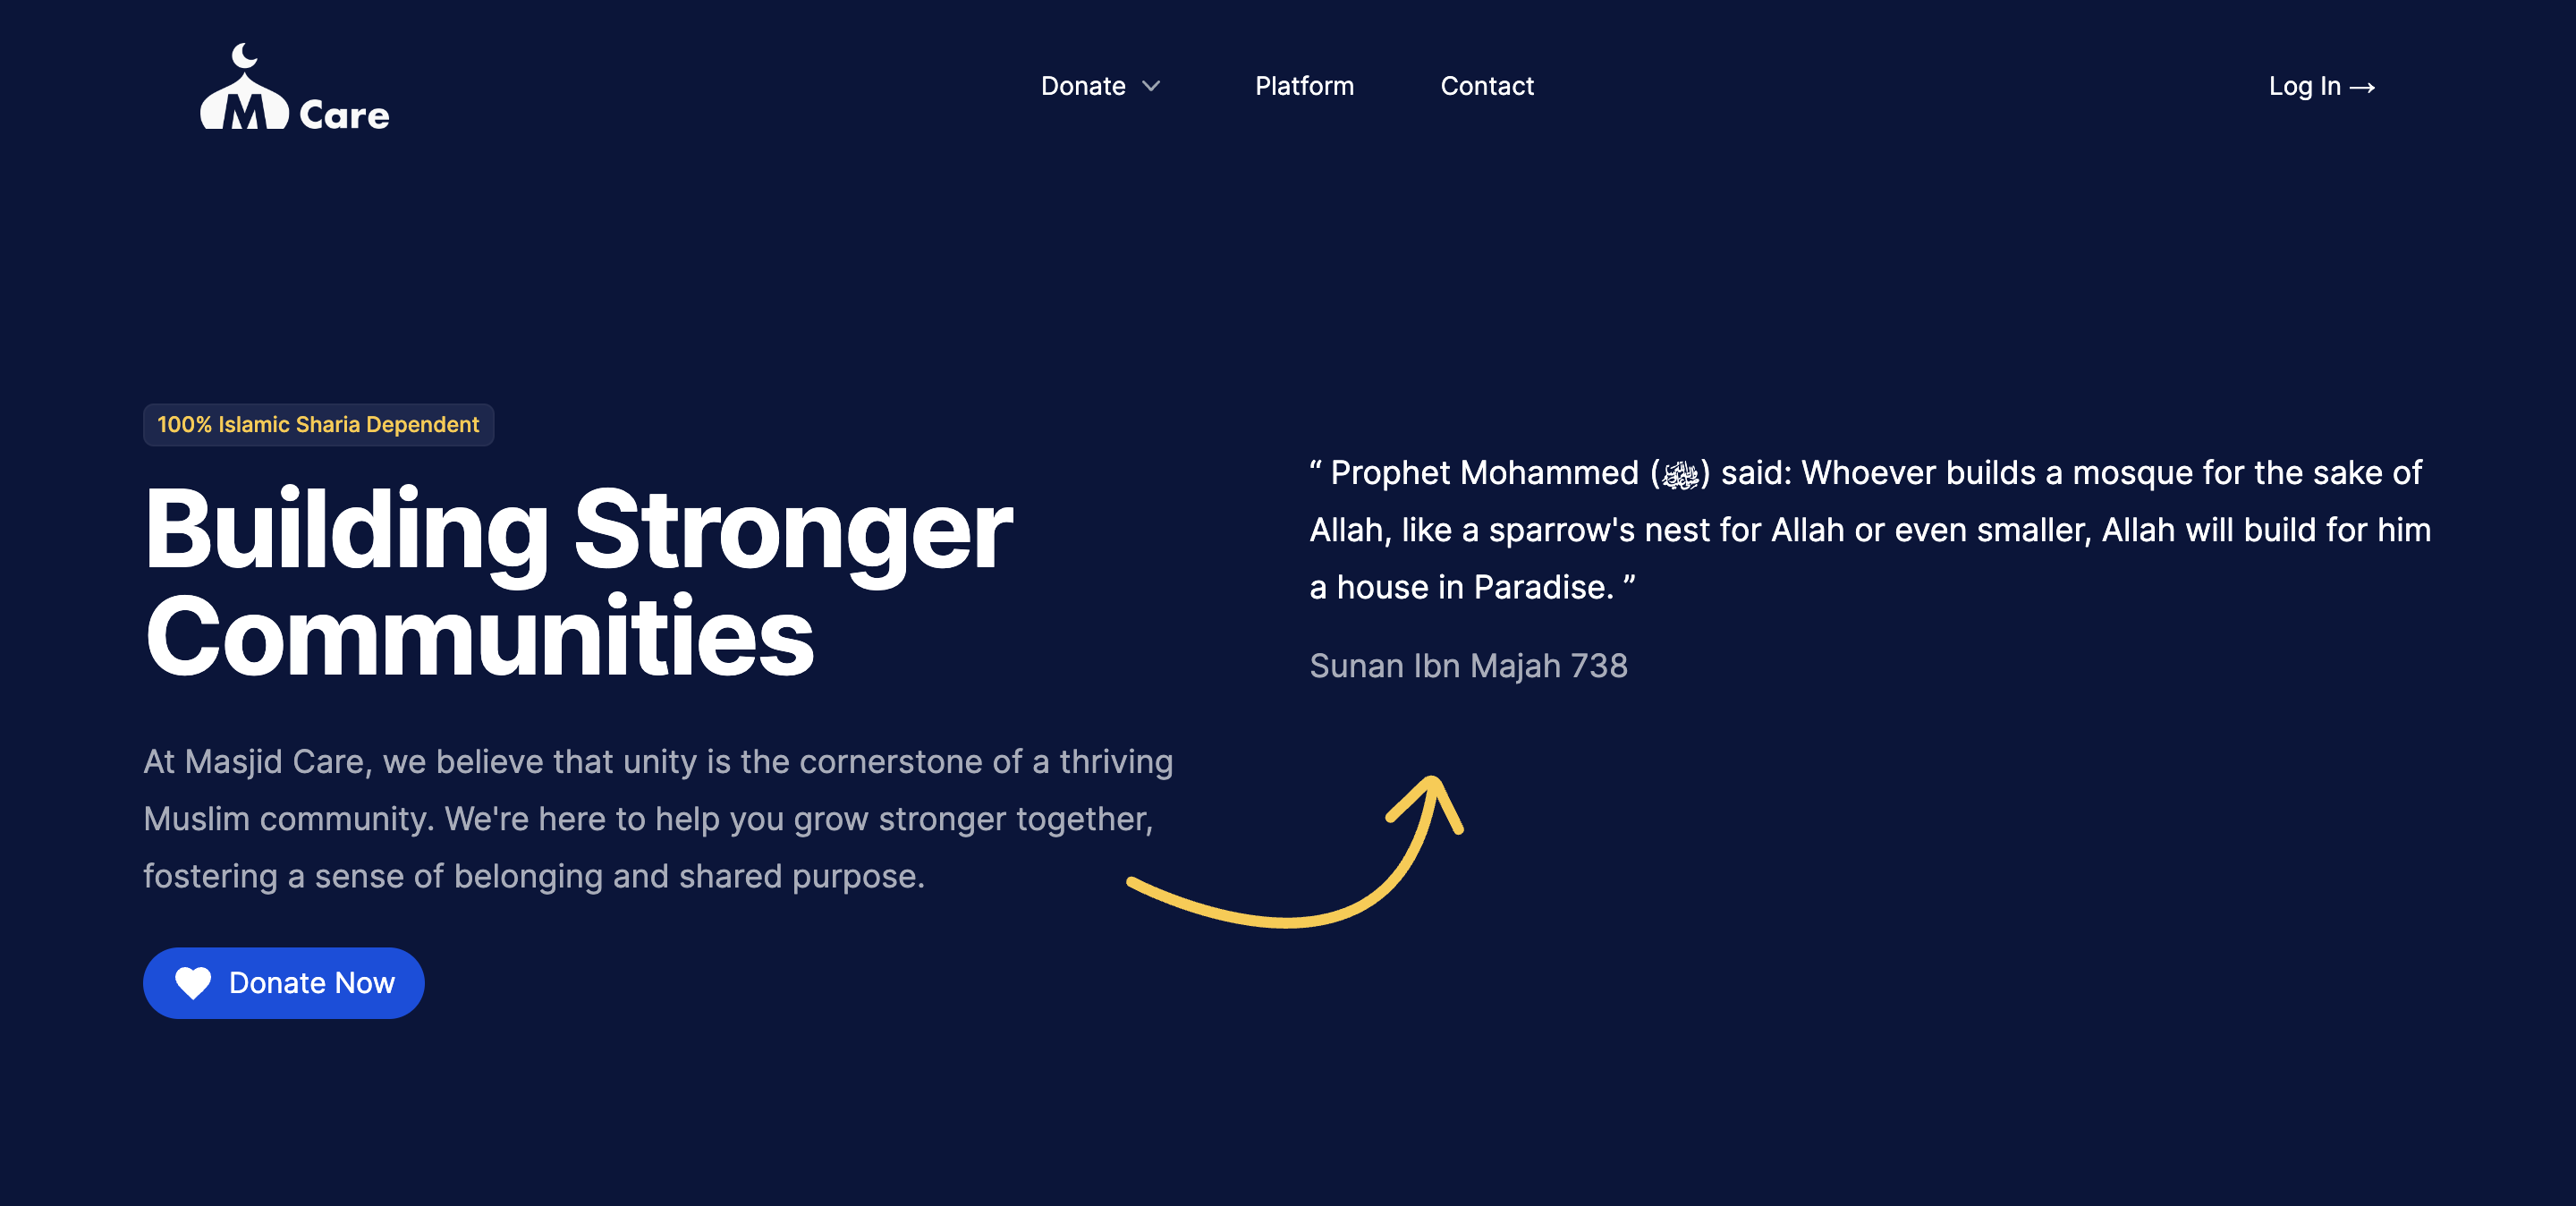 M Care
Donate
Platform
Contact
Log In →
100% Islamic Sharia Dependent
Building Stronger
Communities
At Masjid Care, we believe that unity is the cornerstone of a thriving
Muslim community. We're here to help you grow stronger together,
fostering a sense of belonging and shared purpose.
Donate Now
“ Prophet Mohammed (ﷺ) said: Whoever builds a mosque for the sake of
Allah, like a sparrow's nest for Allah or even smaller, Allah will build for him
a house in Paradise. ”
Sunan Ibn Majah 738